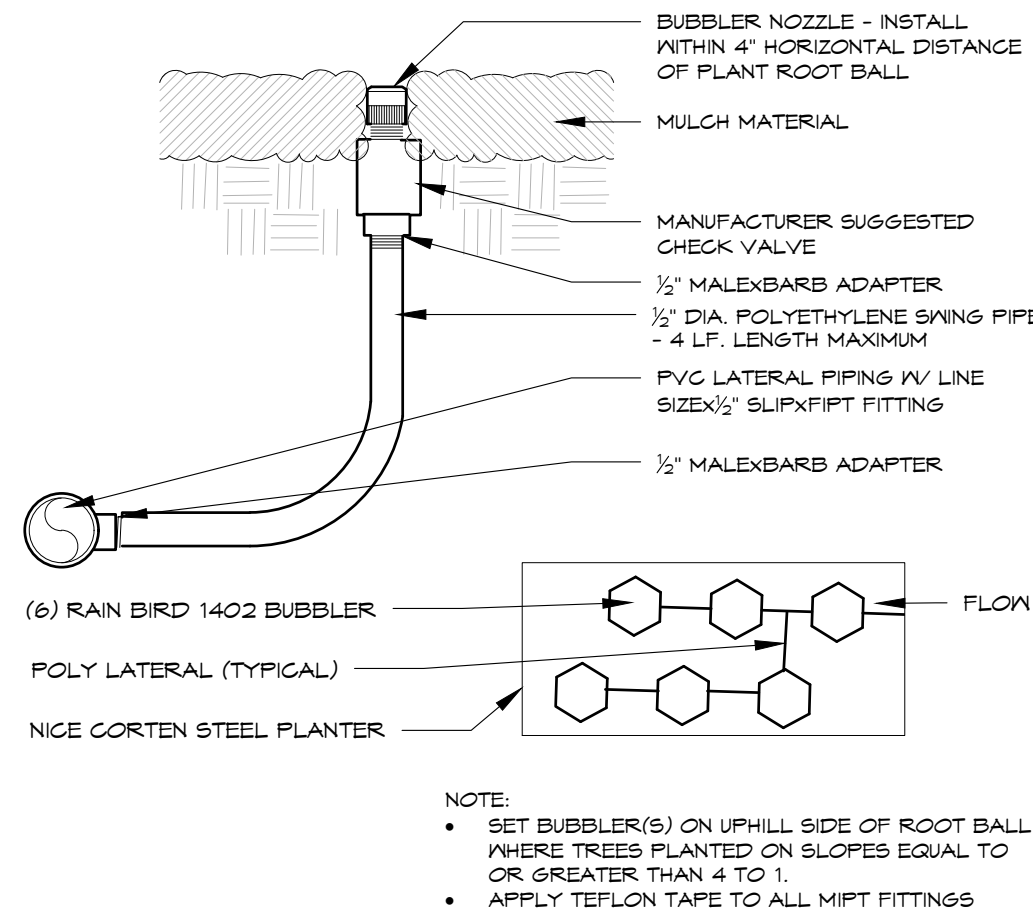 BUBBLER NOZZLE - INSTALL
WITHIN 4" HORIZONTAL DISTANCE
OF PLANT ROOT BALL
MULCH MATERIAL
MANUFACTURER SUGGESTED
CHECK VALVE
½" MALExBARB ADAPTER
½" DIA. POLYETHYLENE SWING PIPE
- 4 LF. LENGTH MAXIMUM
PVC LATERAL PIPING W/ LINE
SIZEx½" SLIPxFIPT FITTING
½" MALExBARB ADAPTER
(6) RAIN BIRD 1402 BUBBLER
FLOW
POLY LATERAL (TYPICAL)
NICE CORTEN STEEL PLANTER
NOTE:
• SET BUBBLER(S) ON UPHILL SIDE OF ROOT BALL
WHERE TREES PLANTED ON SLOPES EQUAL TO
OR GREATER THAN 4 TO 1.
• APPLY TEFLON TAPE TO ALL MIPT FITTINGS